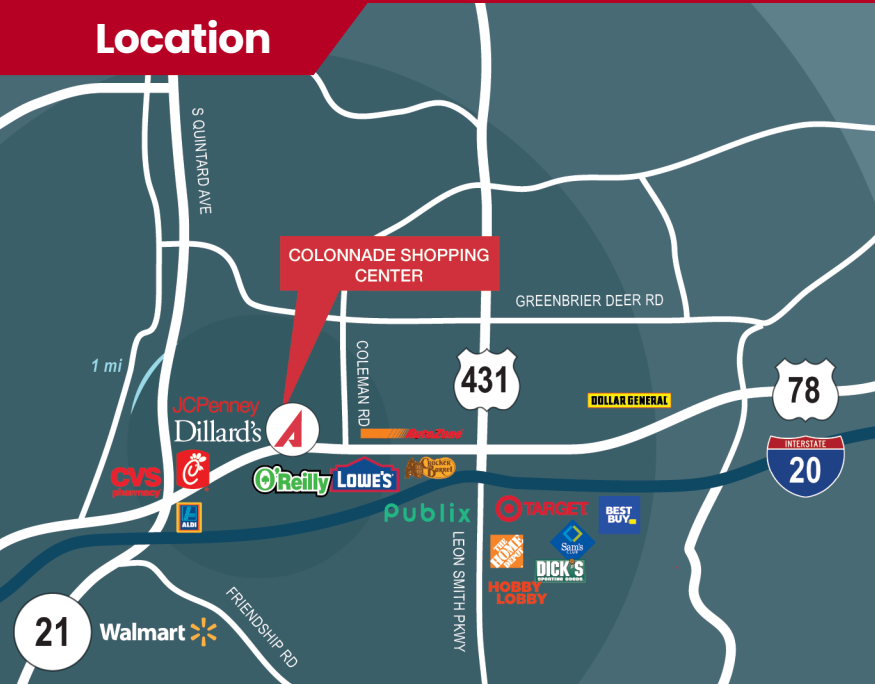 Location
S QUINTARD AVE
COLONNADE SHOPPING
CENTER
GREENBRIER DEER RD
1 mi
COLEMAN RD
431
78
DOLLAR GENERAL
JCPenney
Dillard's
A
AutoZone
INTERSTATE
20
CVS
pharmacy
C
O'Reilly
LOWE'S
Cracker
Barrel
ALDI
Publix
TARGET
BEST
BUY
THE
HOME
DEPOT
Sam's
CLUB
DICK'S
SPORTING GOODS
HOBBY
LOBBY
LEON SMITH PKWY
FRIENDSHIP RD
21
Walmart